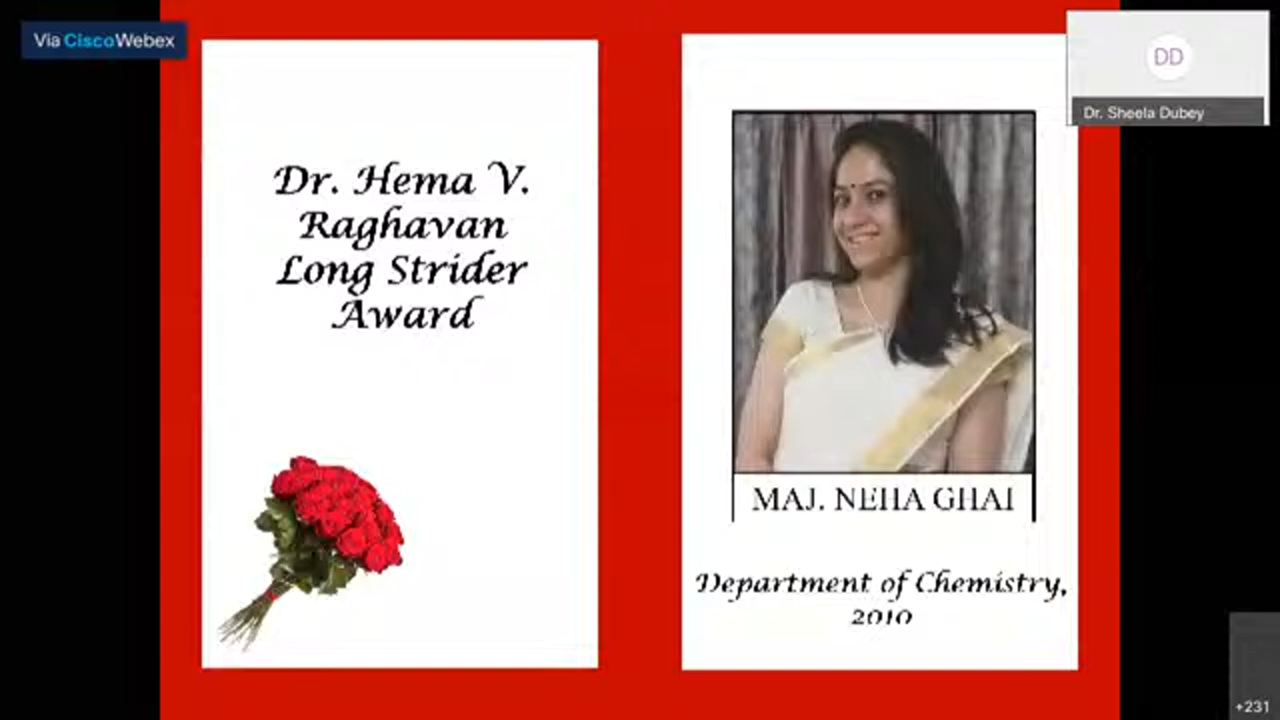 Via CiscoWebex
DD
Dr. Sheela Dubey
Dr. Hema V.
Raghavan
Long Strider
Award
MAJ. NEHA GHAI
Department of Chemistry,
2010
+231